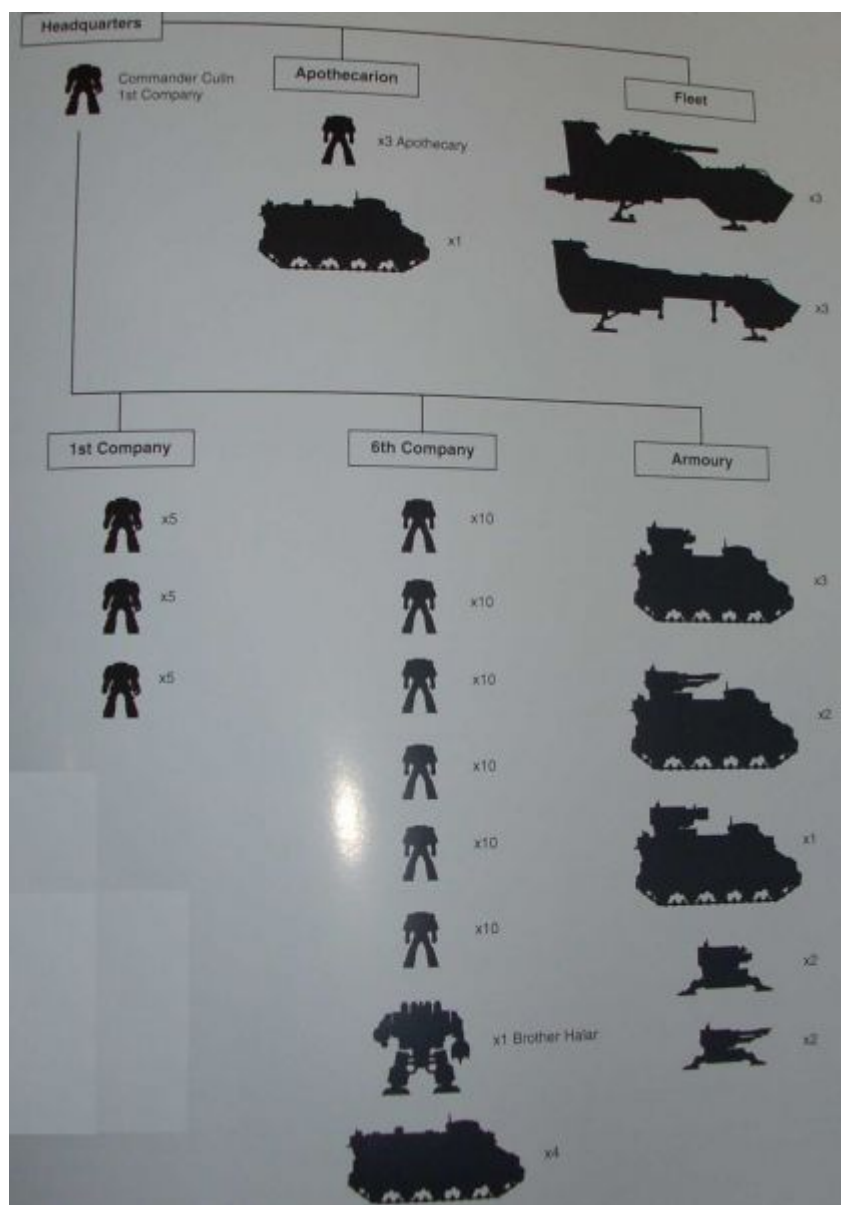 Headquarters
Commander Culln
1st Company
Apothecarion
Fleet
x3 Apothecary
x3
x1
x3
1st Company
6th Company
Armoury
x5
x10
x3
x5
x10
x5
x10
x2
x10
x10
x1
x10
x2
x1 Brother Halar
x2
x4